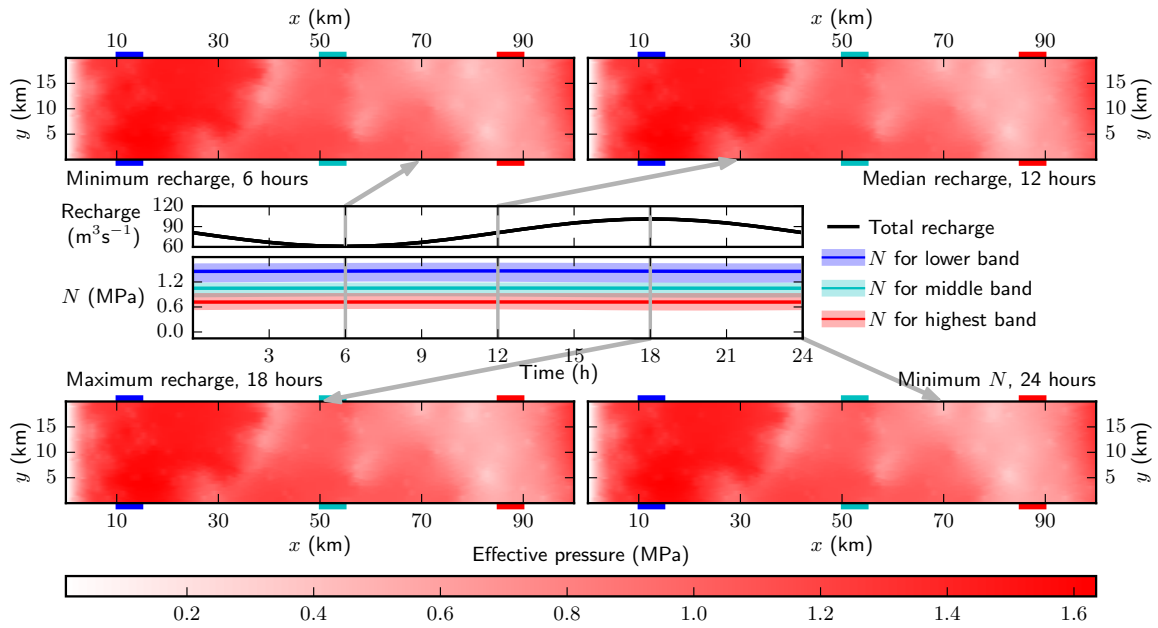 x (km) x (km)
10 30 50 70 90 10 30 50 70 90
y (km) 15 10 5 15 10 5 y (km)
Minimum recharge, 6 hours Median recharge, 12 hours
Recharge (m³s⁻¹) 120 90 60
Total recharge
N for lower band
N (MPa) 1.2 0.6 0.0
N for middle band
N for highest band
3 6 9 12 15 18 21 24
Time (h)
Maximum recharge, 18 hours Minimum N, 24 hours
y (km) 15 10 5 15 10 5 y (km)
10 30 50 70 90 10 30 50 70 90
x (km) x (km)
Effective pressure (MPa)
0.2 0.4 0.6 0.8 1.0 1.2 1.4 1.6